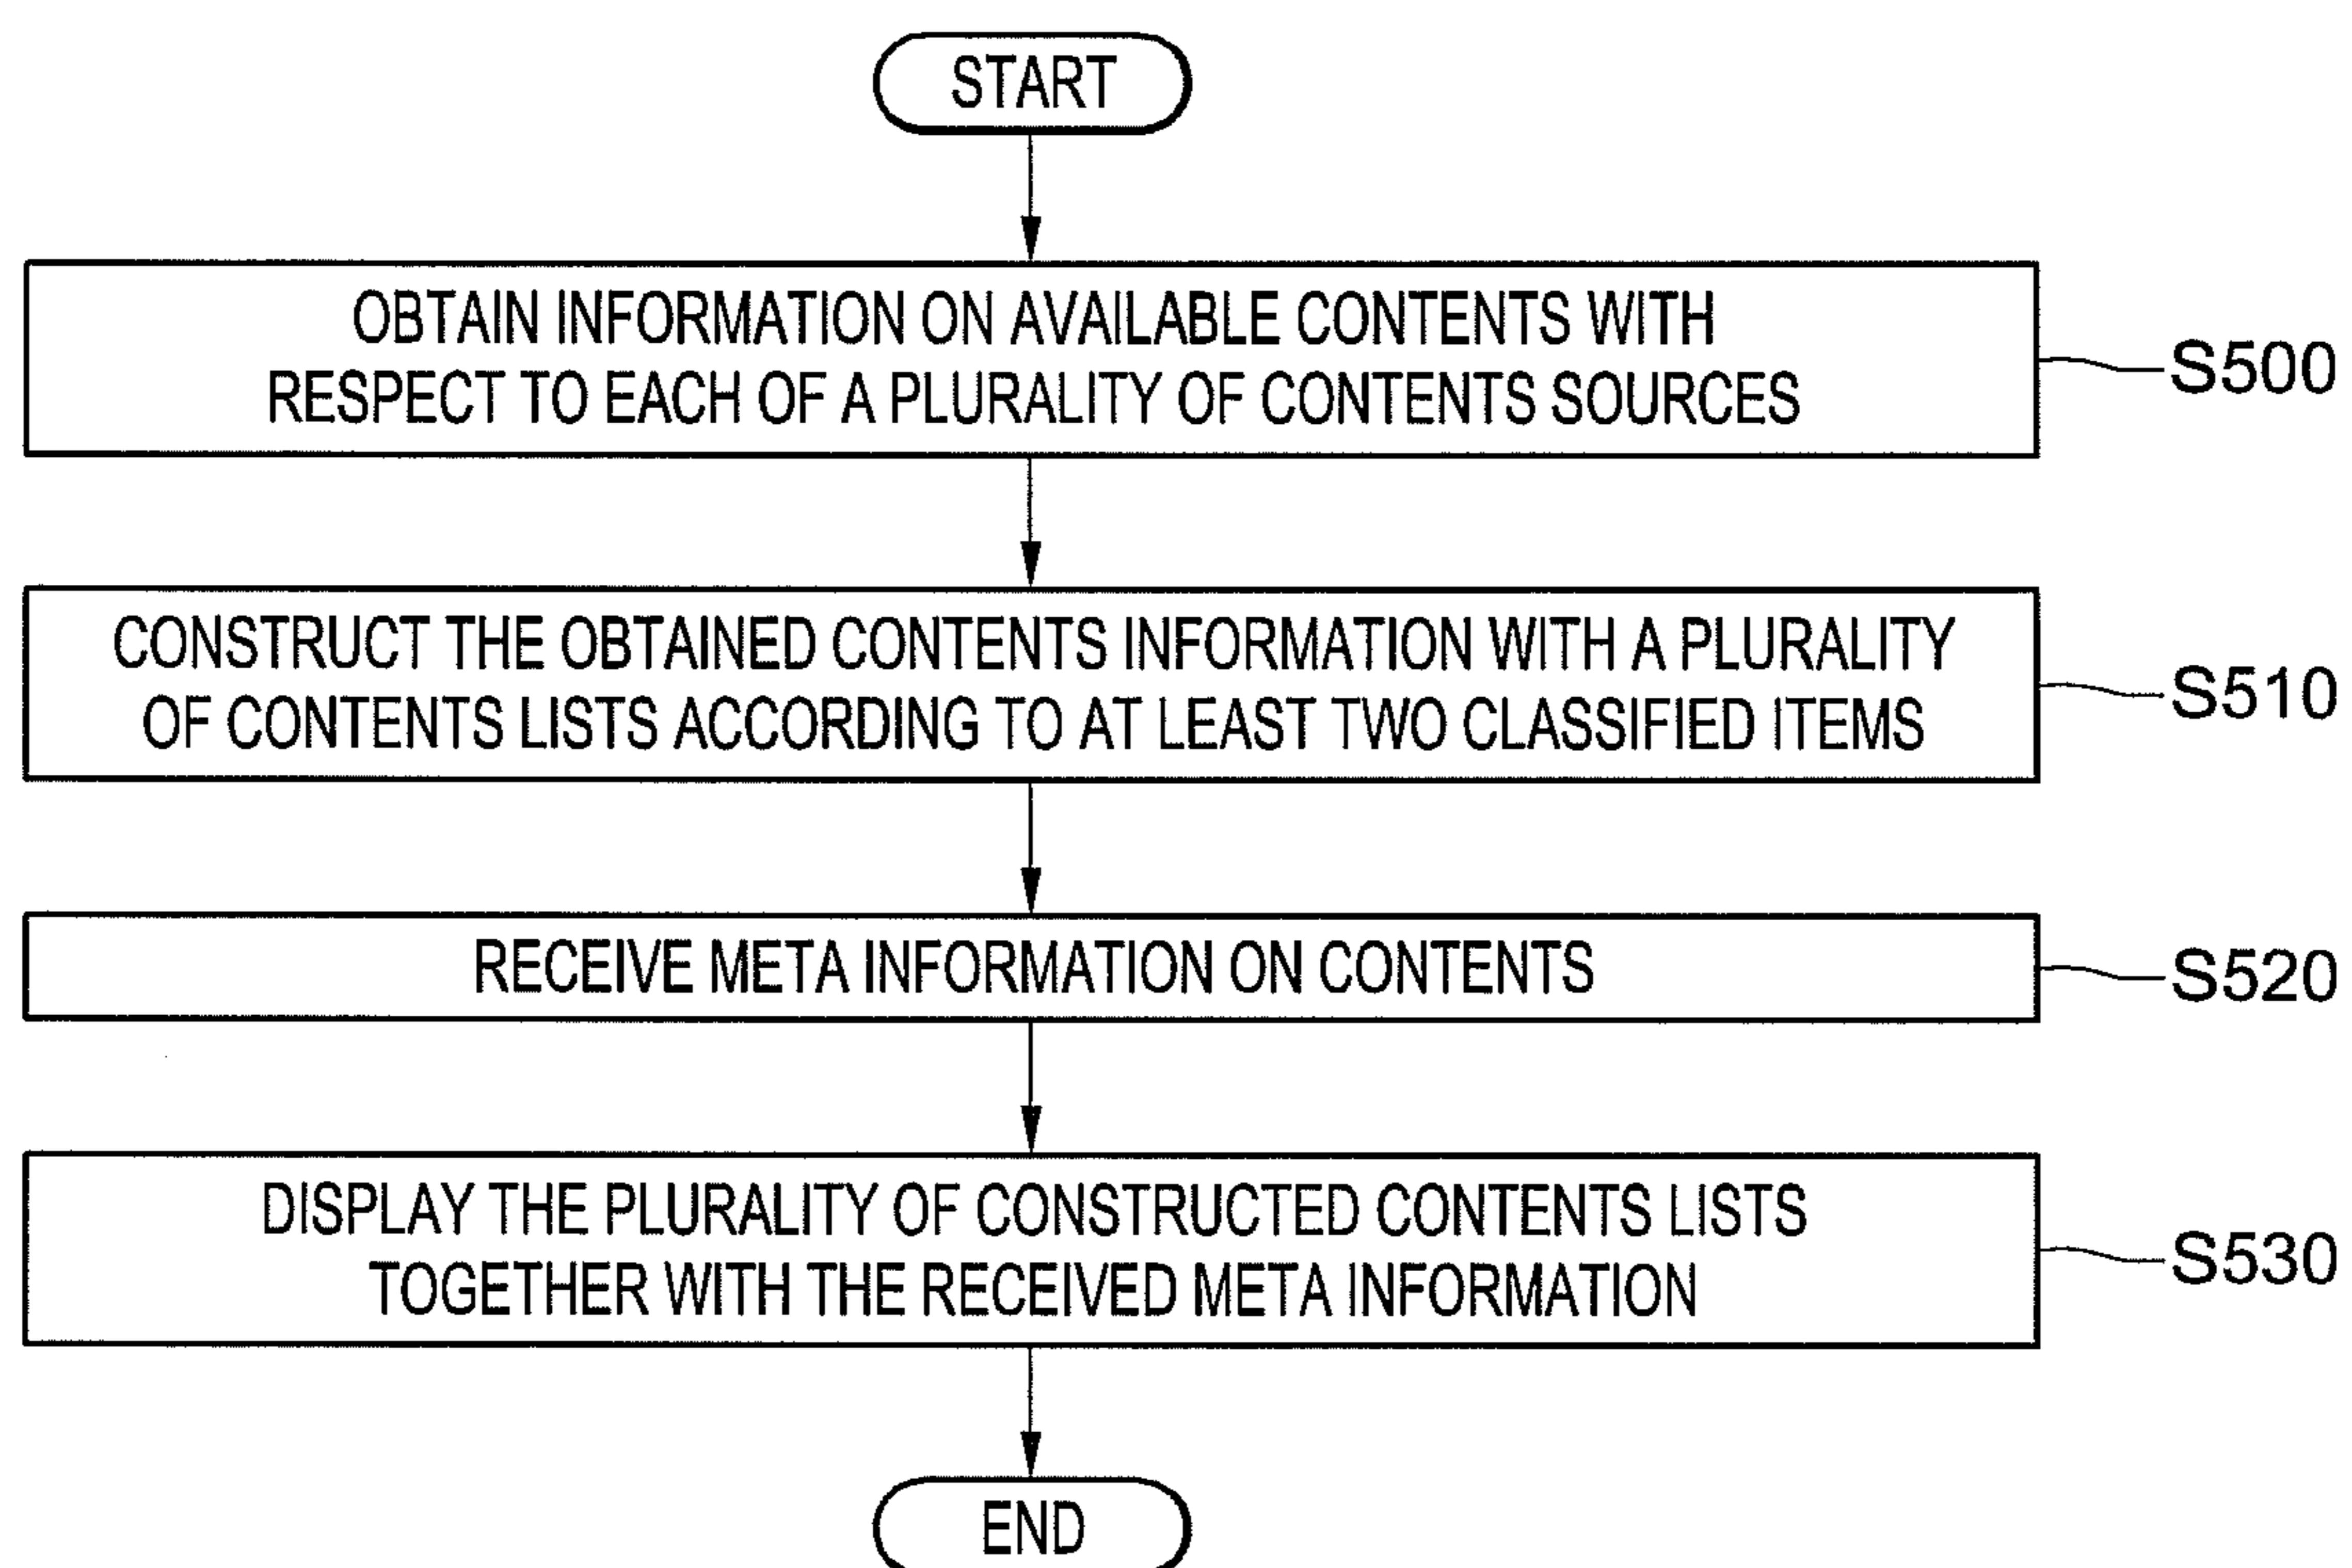 START
OBTAIN INFORMATION ON AVAILABLE CONTENTS WITH
RESPECT TO EACH OF A PLURALITY OF CONTENTS SOURCES
S500
CONSTRUCT THE OBTAINED CONTENTS INFORMATION WITH A PLURALITY
OF CONTENTS LISTS ACCORDING TO AT LEAST TWO CLASSIFIED ITEMS
S510
RECEIVE META INFORMATION ON CONTENTS
S520
DISPLAY THE PLURALITY OF CONSTRUCTED CONTENTS LISTS
TOGETHER WITH THE RECEIVED META INFORMATION
S530
END